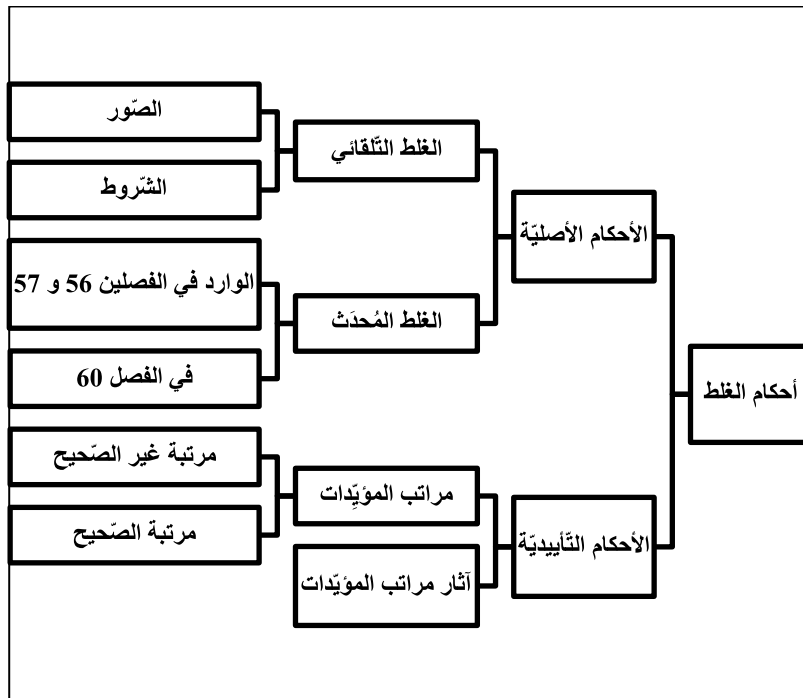 أحكام الغلط
الأحكام الأصليّة
الغلط التّلقائي
الصّور
الشّروط
الغلط المُحدَث
الوارد في الفصلين 56 و 57
في الفصل 60
الأحكام التّأييديّة
مراتب المؤيِّدات
مرتبة غير الصّحيح
مرتبة الصّحيح
آثار مراتب المؤيّدات